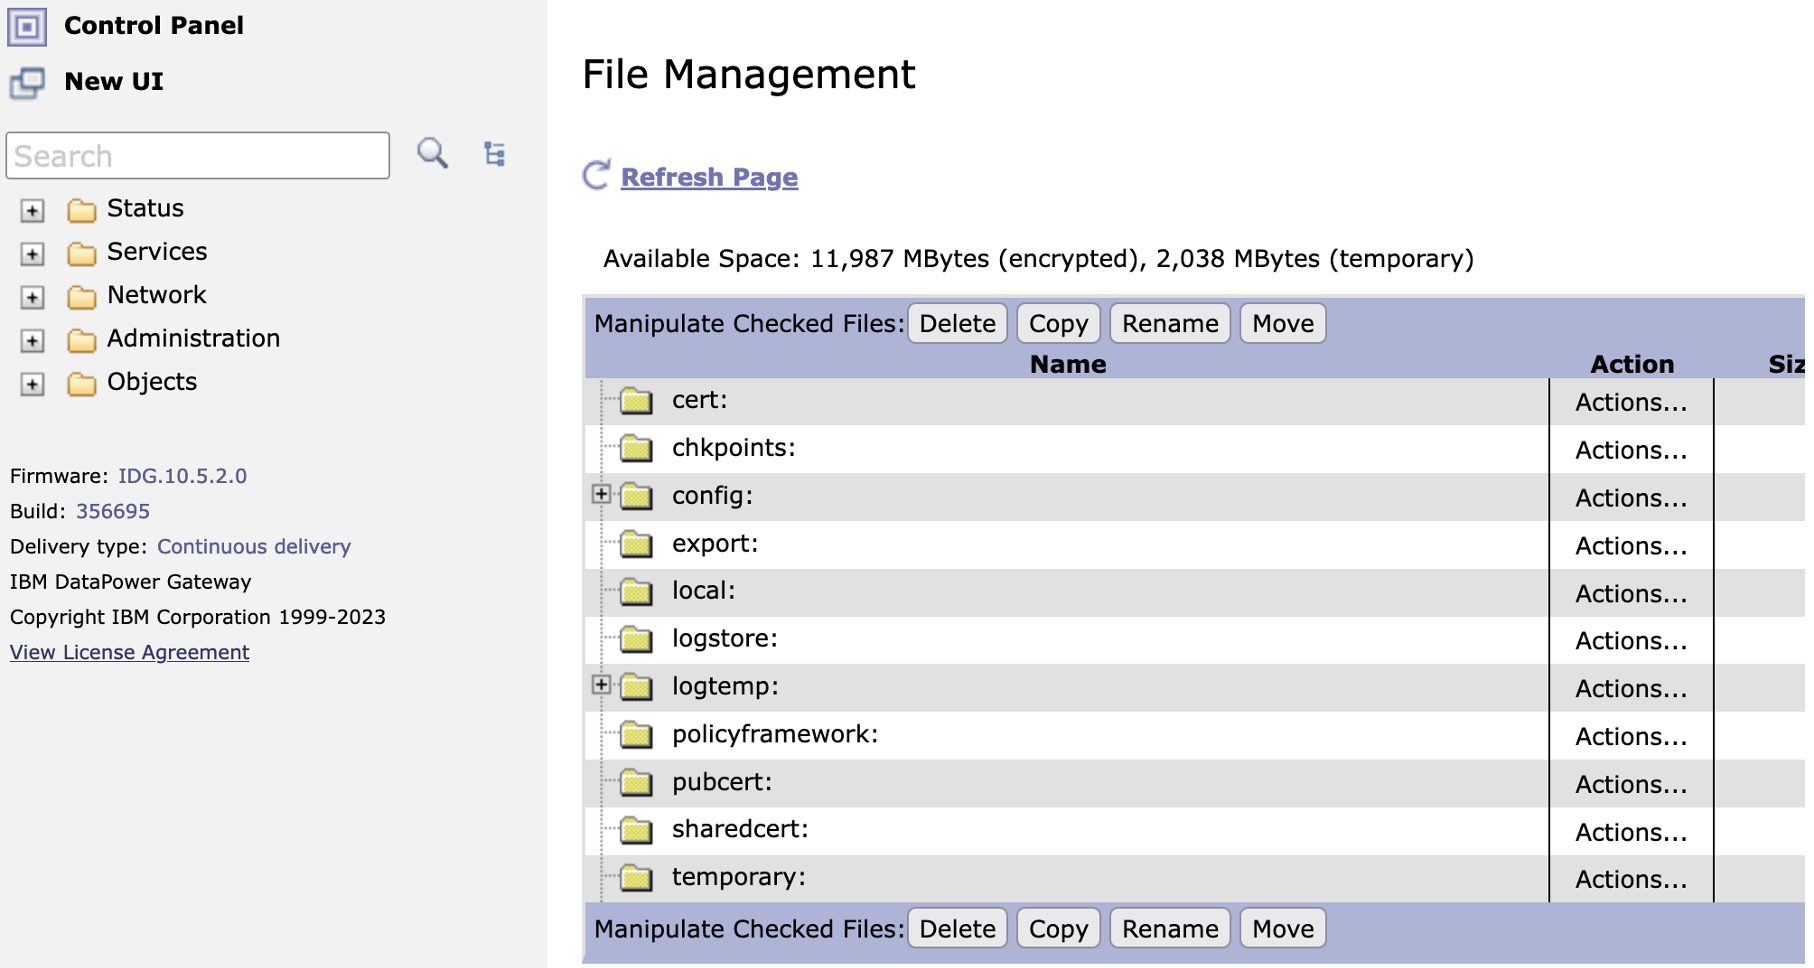 Control Panel
New UI
Search
Status
Services
Network
Administration
Objects
Firmware: IDG.10.5.2.0
Build: 356695
Delivery type: Continuous delivery
IBM DataPower Gateway
Copyright IBM Corporation 1999-2023
View License Agreement
File Management
Refresh Page
Available Space: 11,987 MBytes (encrypted), 2,038 MBytes (temporary)
Manipulate Checked Files: Delete Copy Rename Move
Name Action Siz
cert: Actions...
chkpoints: Actions...
config: Actions...
export: Actions...
local: Actions...
logstore: Actions...
logtemp: Actions...
policyframework: Actions...
pubcert: Actions...
sharedcert: Actions...
temporary: Actions...
Manipulate Checked Files: Delete Copy Rename Move